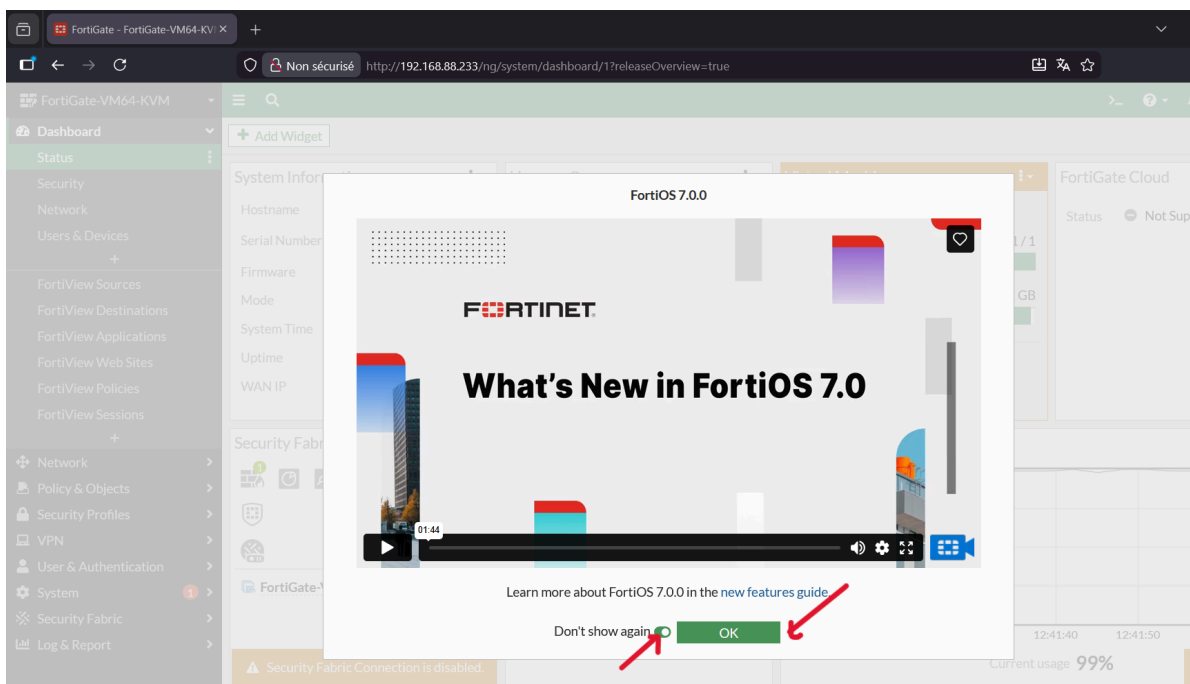 FortiGate - FortiGate-VM64-KV
Non sécurisé http://192.168.88.233/ng/system/dashboard/1?releaseOverview=true
FortiGate-VM64-KVM
Dashboard
+ Add Widget
Status
Security
Network
Users & Devices
+
FortiView Sources
FortiView Destinations
FortiView Applications
FortiView Web Sites
FortiView Policies
FortiView Sessions
+
Network
Policy & Objects
Security Profiles
VPN
User & Authentication
System 1
Security Fabric
Log & Report
System Infor
Hostname
Serial Number
Firmware
Mode
System Time
Uptime
WAN IP
1 / 1
GB
FortiGate Cloud
Status Not Sup
Security Fabr
1
FortiGate-V
Security Fabric Connection is disabled.
FortiOS 7.0.0
FORTINET
What's New in FortiOS 7.0
01:44
Learn more about FortiOS 7.0.0 in the new features guide.
Don't show again OK
12:41:40 12:41:50
Current usage 99%